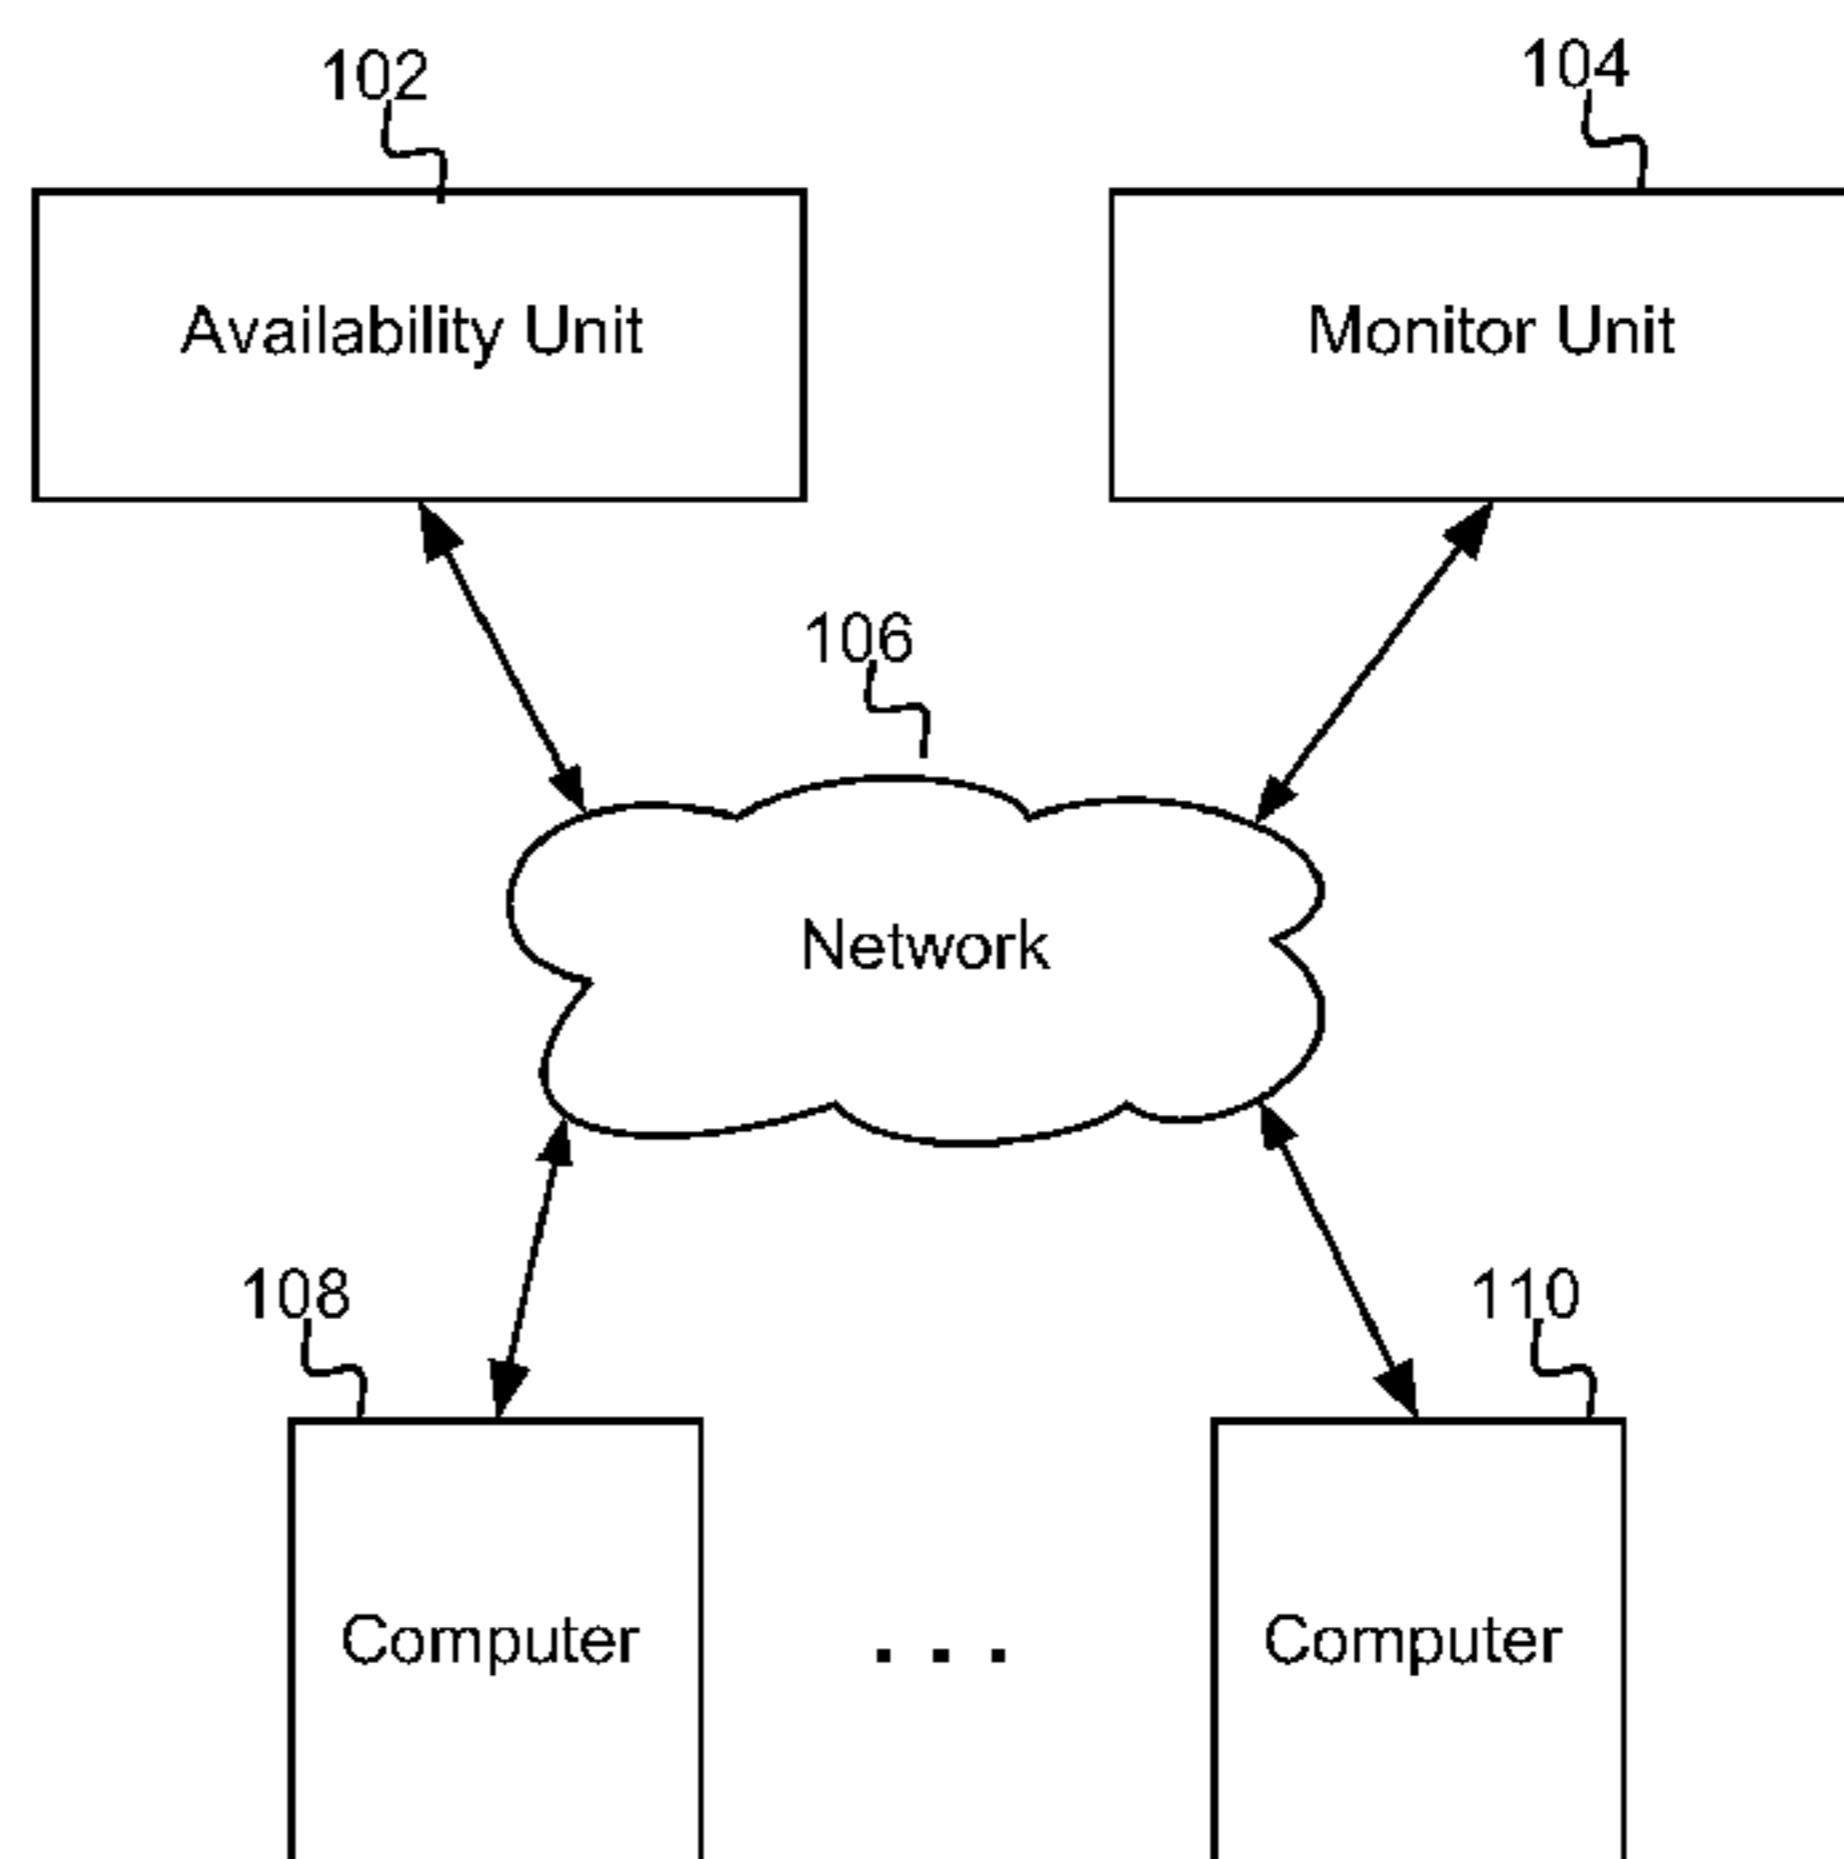 102
104
Availability Unit
Monitor Unit
106
Network
108
110
Computer
. . .
Computer